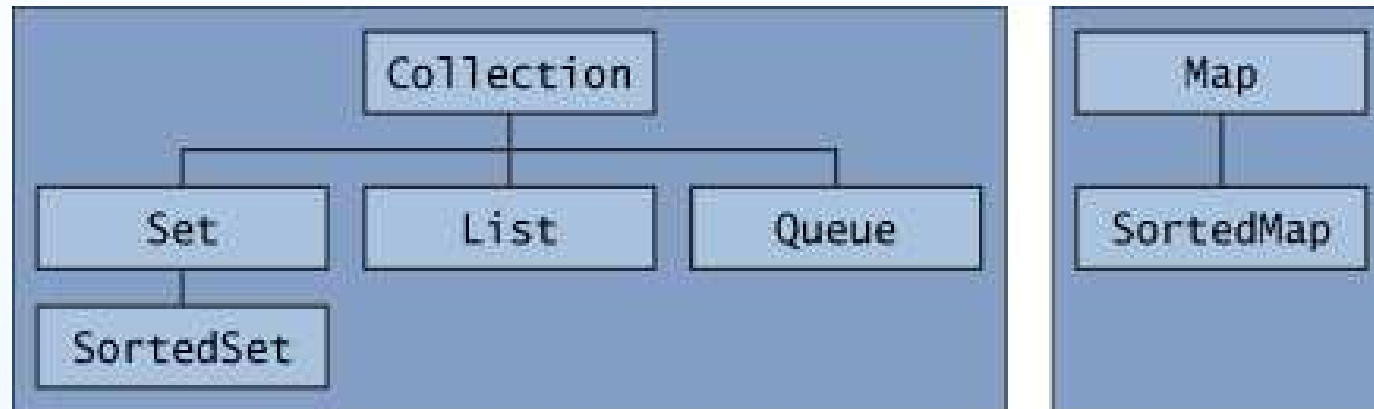 Collection
Map
Set
List
Queue
SortedMap
SortedSet